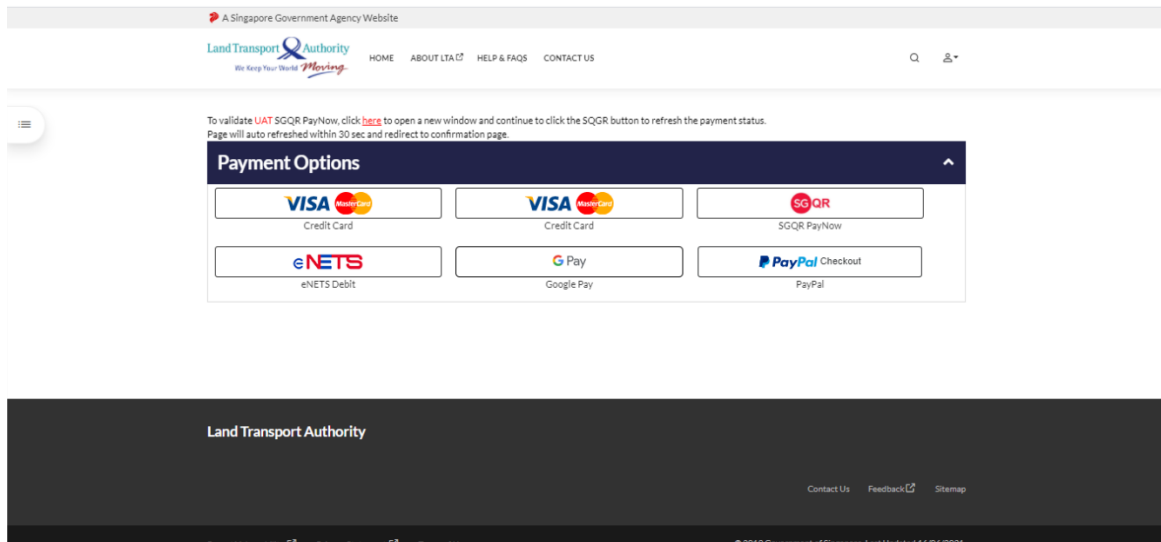 A Singapore Government Agency Website
Land Transport Authority
We Keep Your World Moving
HOME ABOUT LTA HELP & FAQS CONTACT US
To validate UAT SGQR PayNow, click here to open a new window and continue to click the SQGR button to refresh the payment status.
Page will auto refreshed within 30 sec and redirect to confirmation page.
Payment Options
VISA MasterCard VISA MasterCard SGQR
Credit Card Credit Card SGQR PayNow
eNETS G Pay PayPal Checkout
eNETS Debit Google Pay PayPal
Land Transport Authority
Contact Us Feedback Sitemap